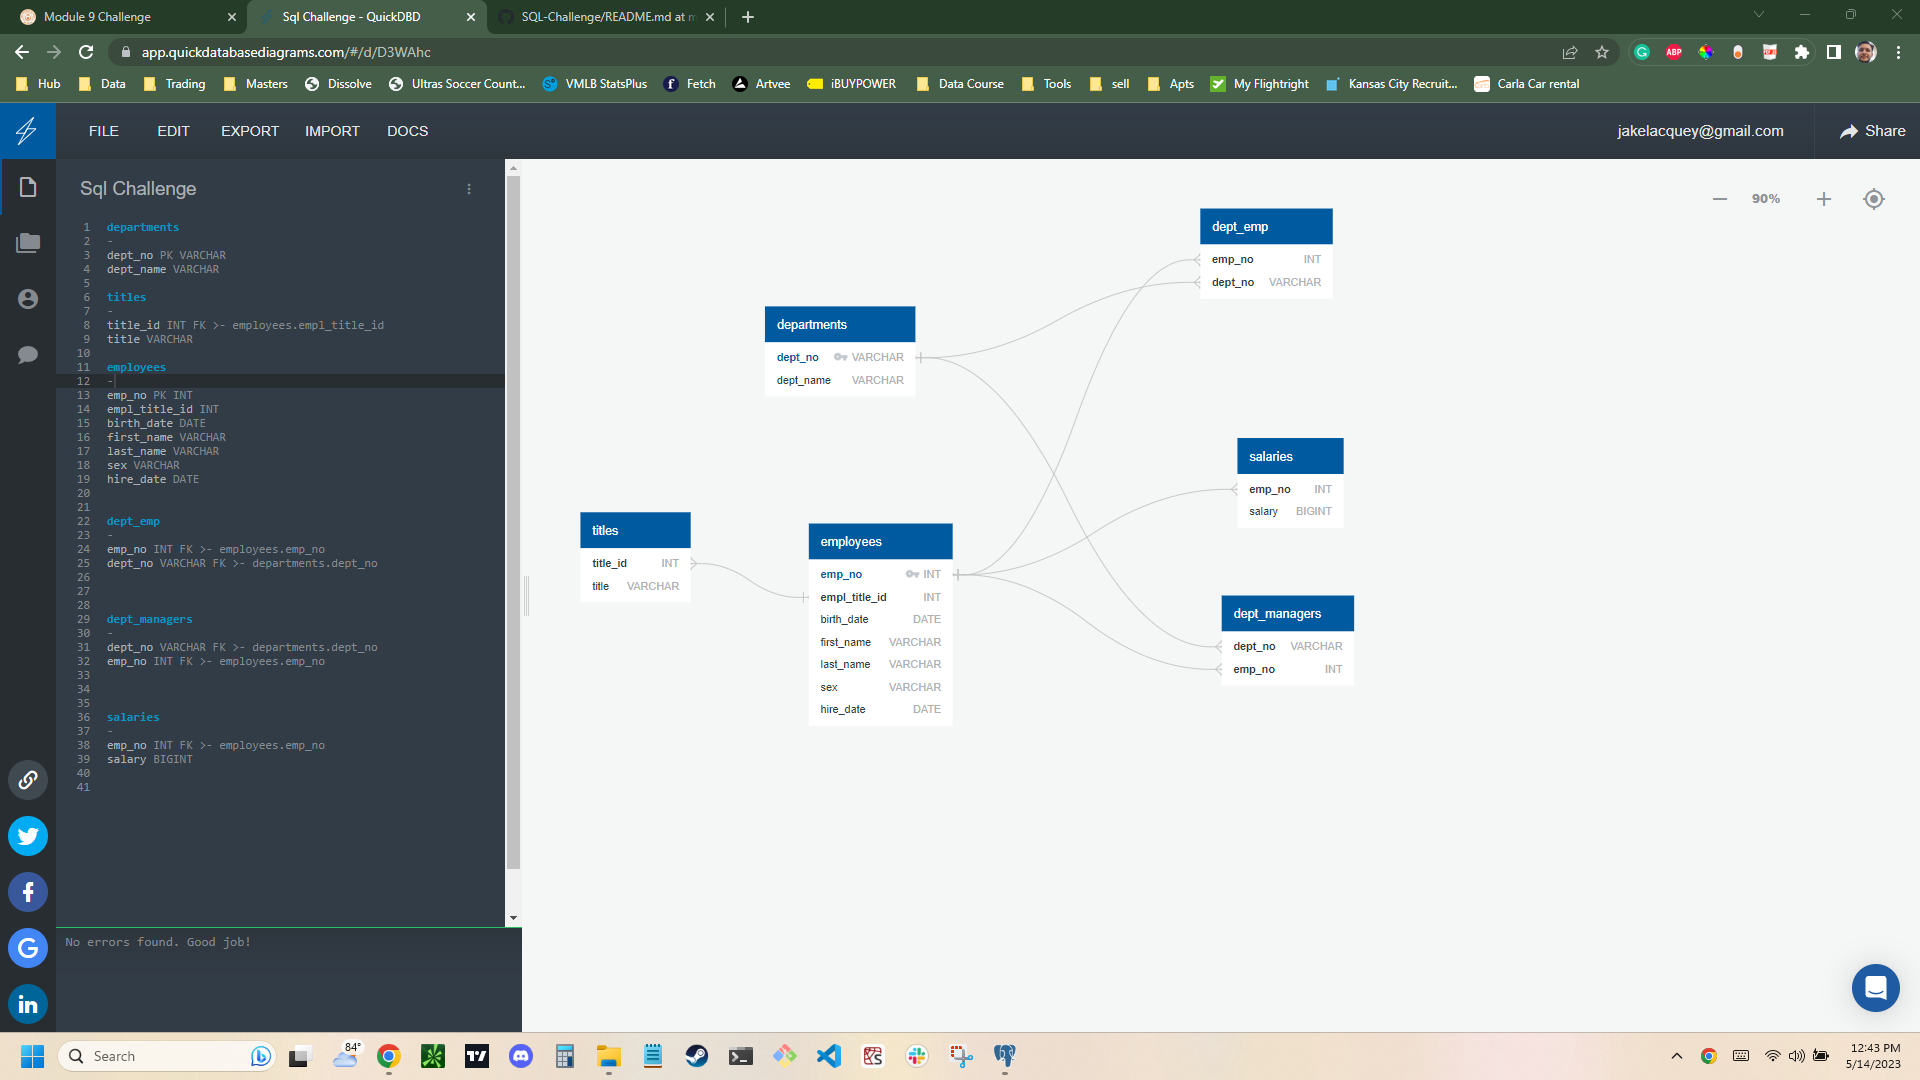 Module 9 Challenge
Sql Challenge - QuickDBD
SQL-Challenge/README.md at m
app.quickdatabasediagrams.com/#/d/D3WAhc
ABP
Hub
Data
Trading
Masters
Dissolve
Ultras Soccer Count...
VMLB StatsPlus
Fetch
Artvee
iBUYPOWER
Data Course
Tools
sell
Apts
My Flightright
Kansas City Recruit...
Carla Car rental
FILE
EDIT
EXPORT
IMPORT
DOCS
jakelacquey@gmail.com
Share
Sql Challenge
1 departments
2 -
3 dept_no PK VARCHAR
4 dept_name VARCHAR
5
6 titles
7 -
8 title_id INT FK >- employees.empl_title_id
9 title VARCHAR
10
11 employees
12 -
13 emp_no PK INT
14 empl_title_id INT
15 birth_date DATE
16 first_name VARCHAR
17 last_name VARCHAR
18 sex VARCHAR
19 hire_date DATE
20
21
22 dept_emp
23 -
24 emp_no INT FK >- employees.emp_no
25 dept_no VARCHAR FK >- departments.dept_no
26
27
28
29 dept_managers
30 -
31 dept_no VARCHAR FK >- departments.dept_no
32 emp_no INT FK >- employees.emp_no
33
34
35
36 salaries
37 -
38 emp_no INT FK >- employees.emp_no
39 salary BIGINT
40
41
No errors found. Good job!
90%
dept_emp
emp_no INT
dept_no VARCHAR
departments
dept_no VARCHAR
dept_name VARCHAR
salaries
emp_no INT
salary BIGINT
titles
title_id INT
title VARCHAR
employees
emp_no INT
empl_title_id INT
birth_date DATE
first_name VARCHAR
last_name VARCHAR
sex VARCHAR
hire_date DATE
dept_managers
dept_no VARCHAR
emp_no INT
Search
84°
12:43 PM
5/14/2023